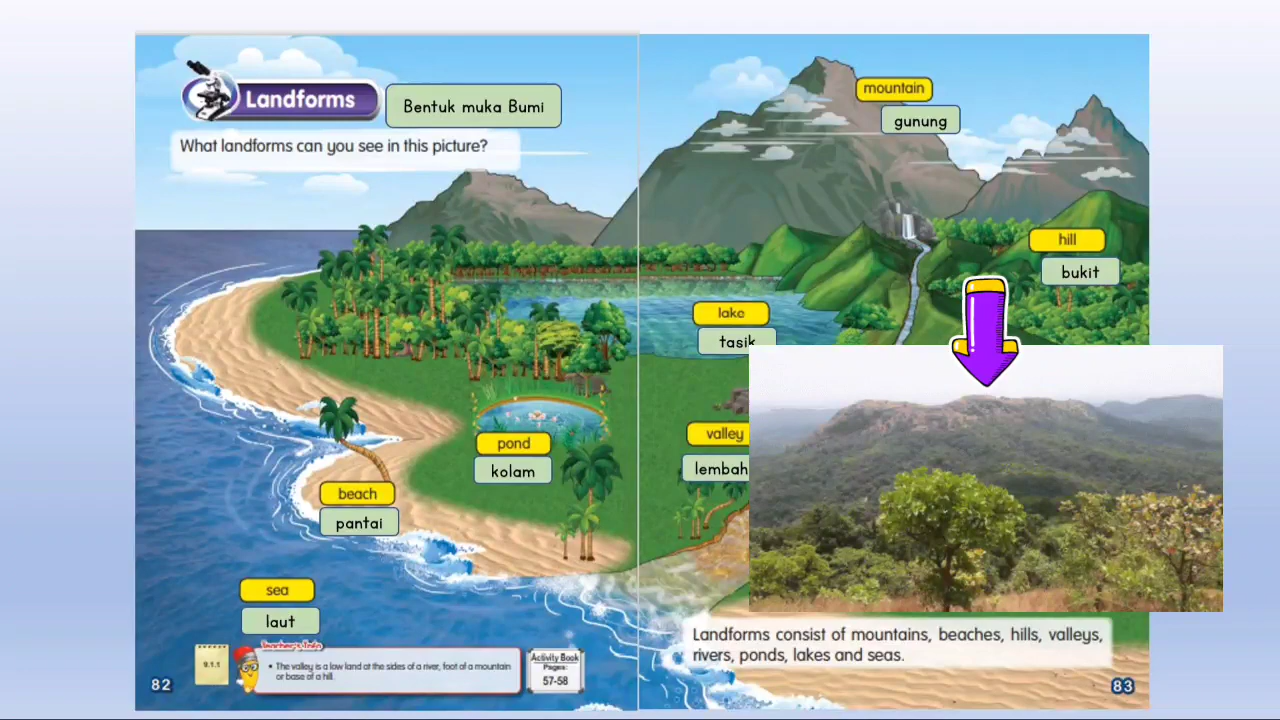 Landforms
Bentuk muka Bumi
What landforms can you see in this picture?
mountain
gunung
hill
bukit
lake
tasik
valley
lembah
pond
kolam
beach
pantai
sea
laut
Landforms consist of mountains, beaches, hills, valleys,
rivers, ponds, lakes and seas.
9.1.1
Teacher's Info
• The valley is a low land at the sides of a river, foot of a mountain
or base of a hill.
Activity Book
Pages:
57-58
82
83